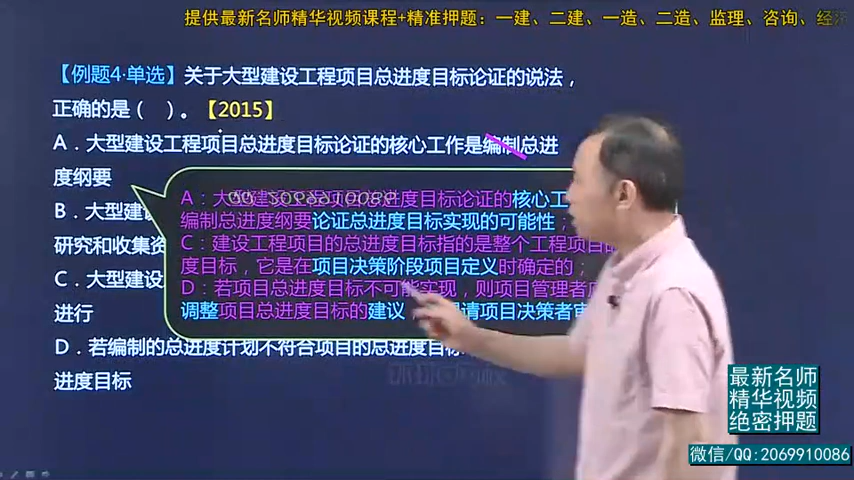 提供最新名师精华视频课程+精准押题：一建、二建、一造、二造、监理、咨询、经济
【例题4·单选】关于大型建设工程项目总进度目标论证的说法，
正确的是（ ）。【2015】
A．大型建设工程项目总进度目标论证的核心工作是编制总进
度纲要
A：大型建设工程项目总进度目标论证的核心工
编制总进度纲要论证总进度目标实现的可能性；
B．大型建
研究和收集资
C：建设工程项目的总进度目标指的是整个工程项目的
度目标，它是在项目决策阶段项目定义时确定的；
C．大型建设
D：若项目总进度目标不可能实现，则项目管理者应
进行
调整项目总进度目标的建议
请项目决策者审
D．若编制的总进度计划不符合项目的总进度目标
进度目标
最新名师
精华视频
绝密押题
微信/QQ:2069910086